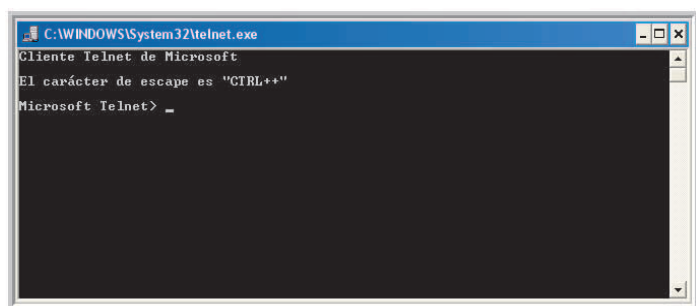 C:\WINDOWS\System32\telnet.exe
Cliente Telnet de Microsoft
El carácter de escape es "CTRL++"
Microsoft Telnet> _